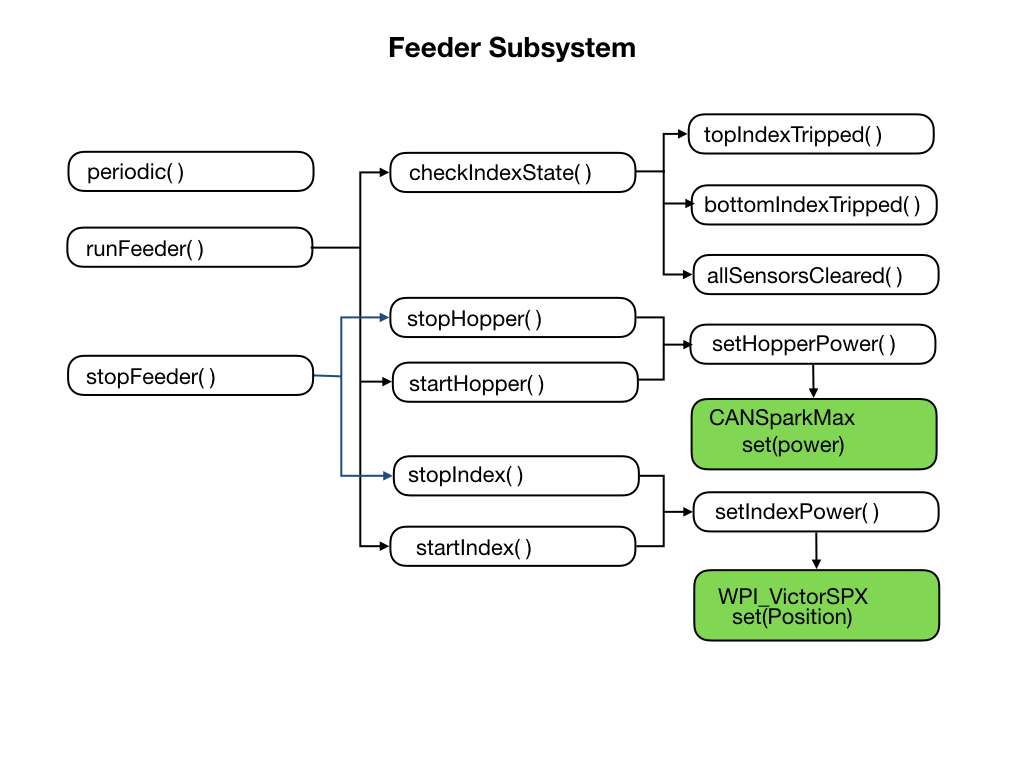 Feeder Subsystem
periodic( )
runFeeder( )
stopFeeder( )
checkIndexState( )
stopHopper( )
startHopper( )
stopIndex( )
startIndex( )
topIndexTripped( )
bottomIndexTripped( )
allSensorsCleared( )
setHopperPower( )
CANSparkMax
set(power)
setIndexPower( )
WPI_VictorSPX
set(Position)